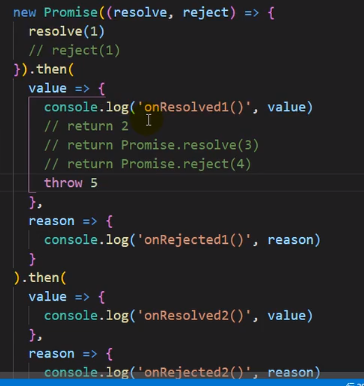 new Promise((resolve, reject) => {
resolve(1)
// reject(1)
}).then(
value => {
console.log('onResolved1()', value)
// return 2
// return Promise.resolve(3)
// return Promise.reject(4)
throw 5
},
reason => {
console.log('onRejected1()', reason)
}
).then(
value => {
console.log('onResolved2()', value)
},
reason => {
console.log('onRejected2()', reason)